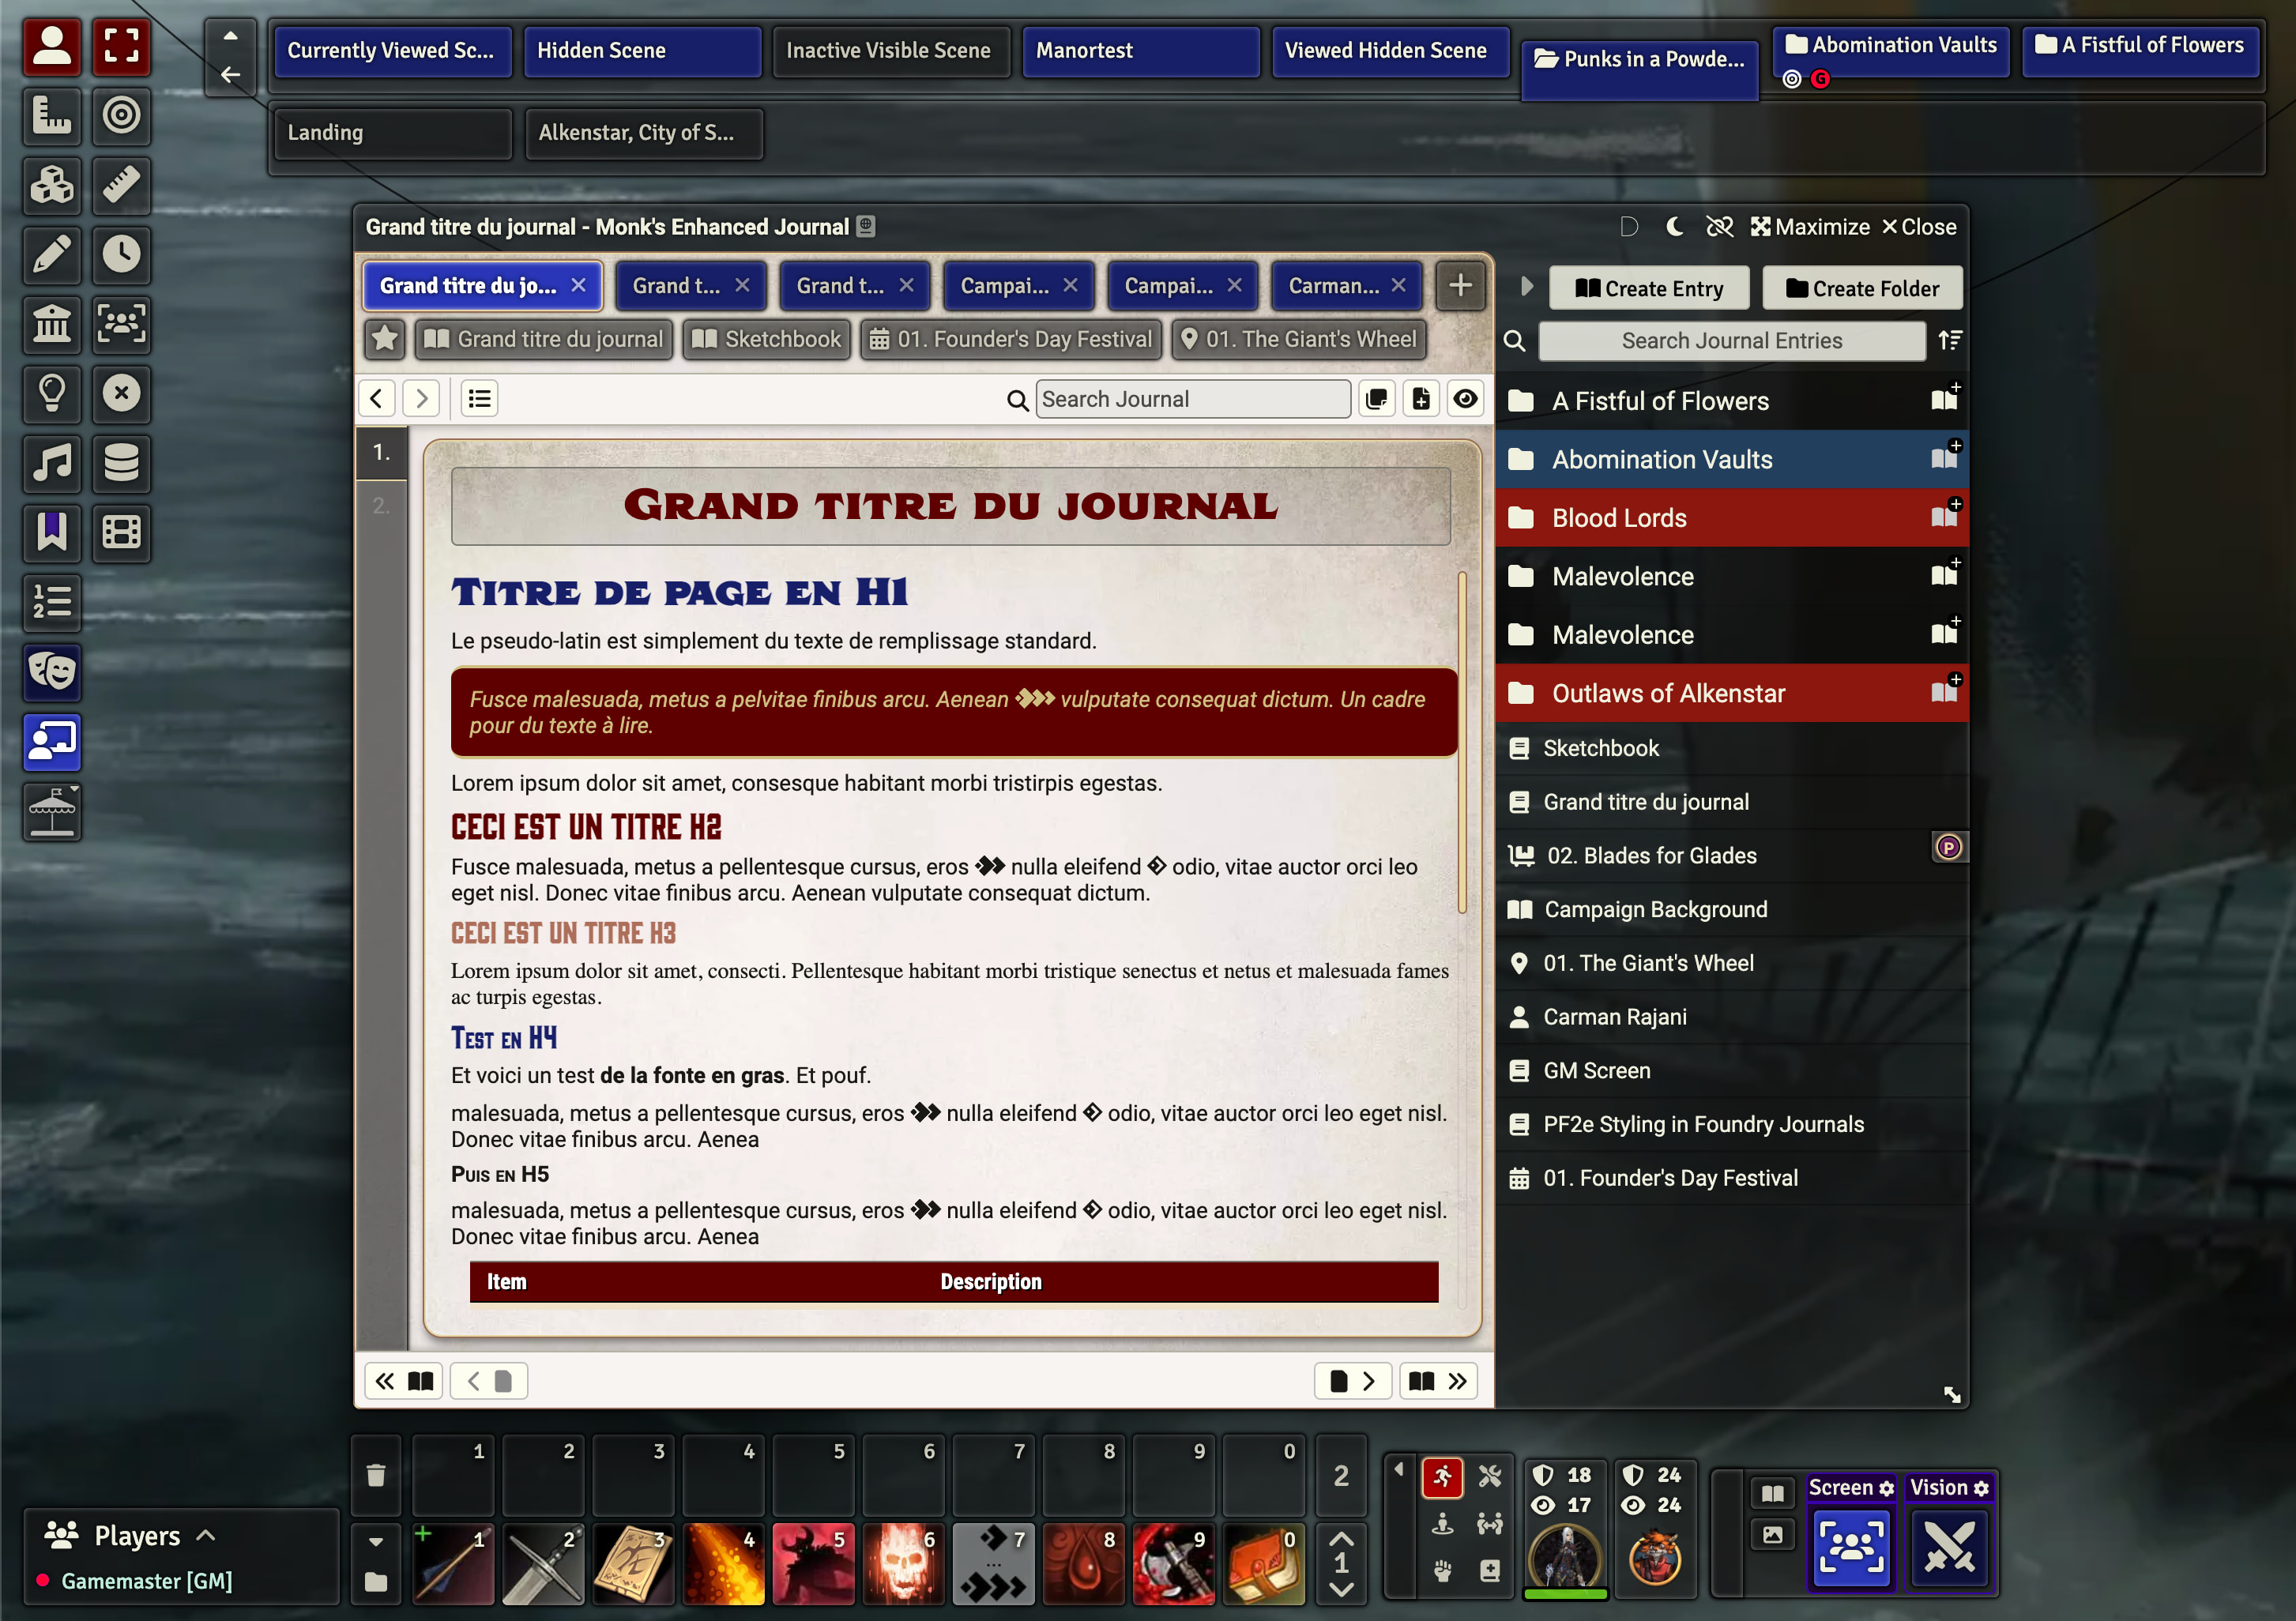 Currently Viewed Sc...
Hidden Scene
Inactive Visible Scene
Manortest
Viewed Hidden Scene
Punks in a Powde...
Abomination Vaults
G
A Fistful of Flowers
Landing
Alkenstar, City of S...
Grand titre du journal - Monk's Enhanced Journal
Maximize
Close
Grand titre du jo...
Grand t...
Grand t...
Campai...
Campai...
Carman...
Create Entry
Create Folder
Grand titre du journal
Sketchbook
01. Founder's Day Festival
01. The Giant's Wheel
Search Journal Entries
Search Journal
1.
2.
Grand titre du journal
Titre de page en H1
Le pseudo-latin est simplement du texte de remplissage standard.
Fusce malesuada, metus a pelvitae finibus arcu. Aenean vulputate consequat dictum. Un cadre
pour du texte à lire.
Lorem ipsum dolor sit amet, consesque habitant morbi tristirpis egestas.
CECI EST UN TITRE H2
Fusce malesuada, metus a pellentesque cursus, eros nulla eleifend odio, vitae auctor orci leo
eget nisl. Donec vitae finibus arcu. Aenean vulputate consequat dictum.
CECI EST UN TITRE H3
Lorem ipsum dolor sit amet, consecti. Pellentesque habitant morbi tristique senectus et netus et malesuada fames
ac turpis egestas.
Test en H4
Et voici un test de la fonte en gras. Et pouf.
malesuada, metus a pellentesque cursus, eros nulla eleifend odio, vitae auctor orci leo eget nisl.
Donec vitae finibus arcu. Aenea
Puis en H5
malesuada, metus a pellentesque cursus, eros nulla eleifend odio, vitae auctor orci leo eget nisl.
Donec vitae finibus arcu. Aenea
Item
Description
A Fistful of Flowers
Abomination Vaults
Blood Lords
Malevolence
Malevolence
Outlaws of Alkenstar
Sketchbook
Grand titre du journal
02. Blades for Glades
P
Campaign Background
01. The Giant's Wheel
Carman Rajani
GM Screen
PF2e Styling in Foundry Journals
01. Founder's Day Festival
1 2 3 4 5 6 7 8 9 0
2
1 2 3 4 5 6 7 8 9 0
1
18
17
24
24
Screen
Vision
Players
Gamemaster [GM]